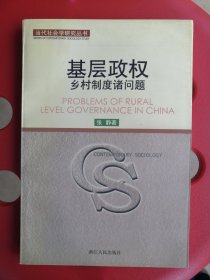 当代社会学研究丛书
基层政权
乡村制度诸问题
PROBLEMS OF RURAL
LEVEL GOVERNANCE IN CHINA
张 静著
CONTEMPORARY SOCIOLOGY
CS
浙江人民出版社